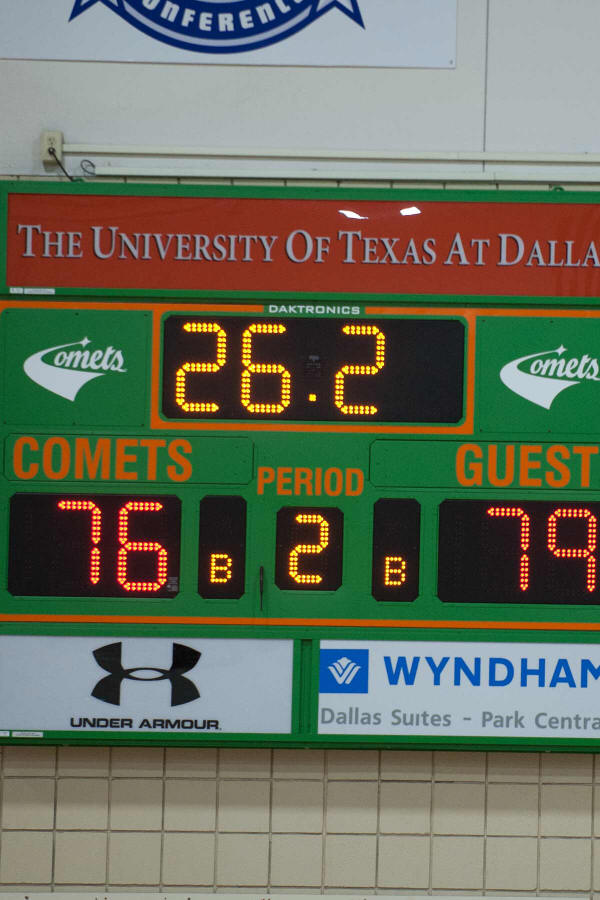 CONFERENCE
THE UNIVERSITY OF TEXAS AT DALLA
DAKTRONICS
Comets 26.2 Comets
COMETS PERIOD GUEST
76 B 2 B 79
UNDER ARMOUR
WYNDHAM
Dallas Suites - Park Centra